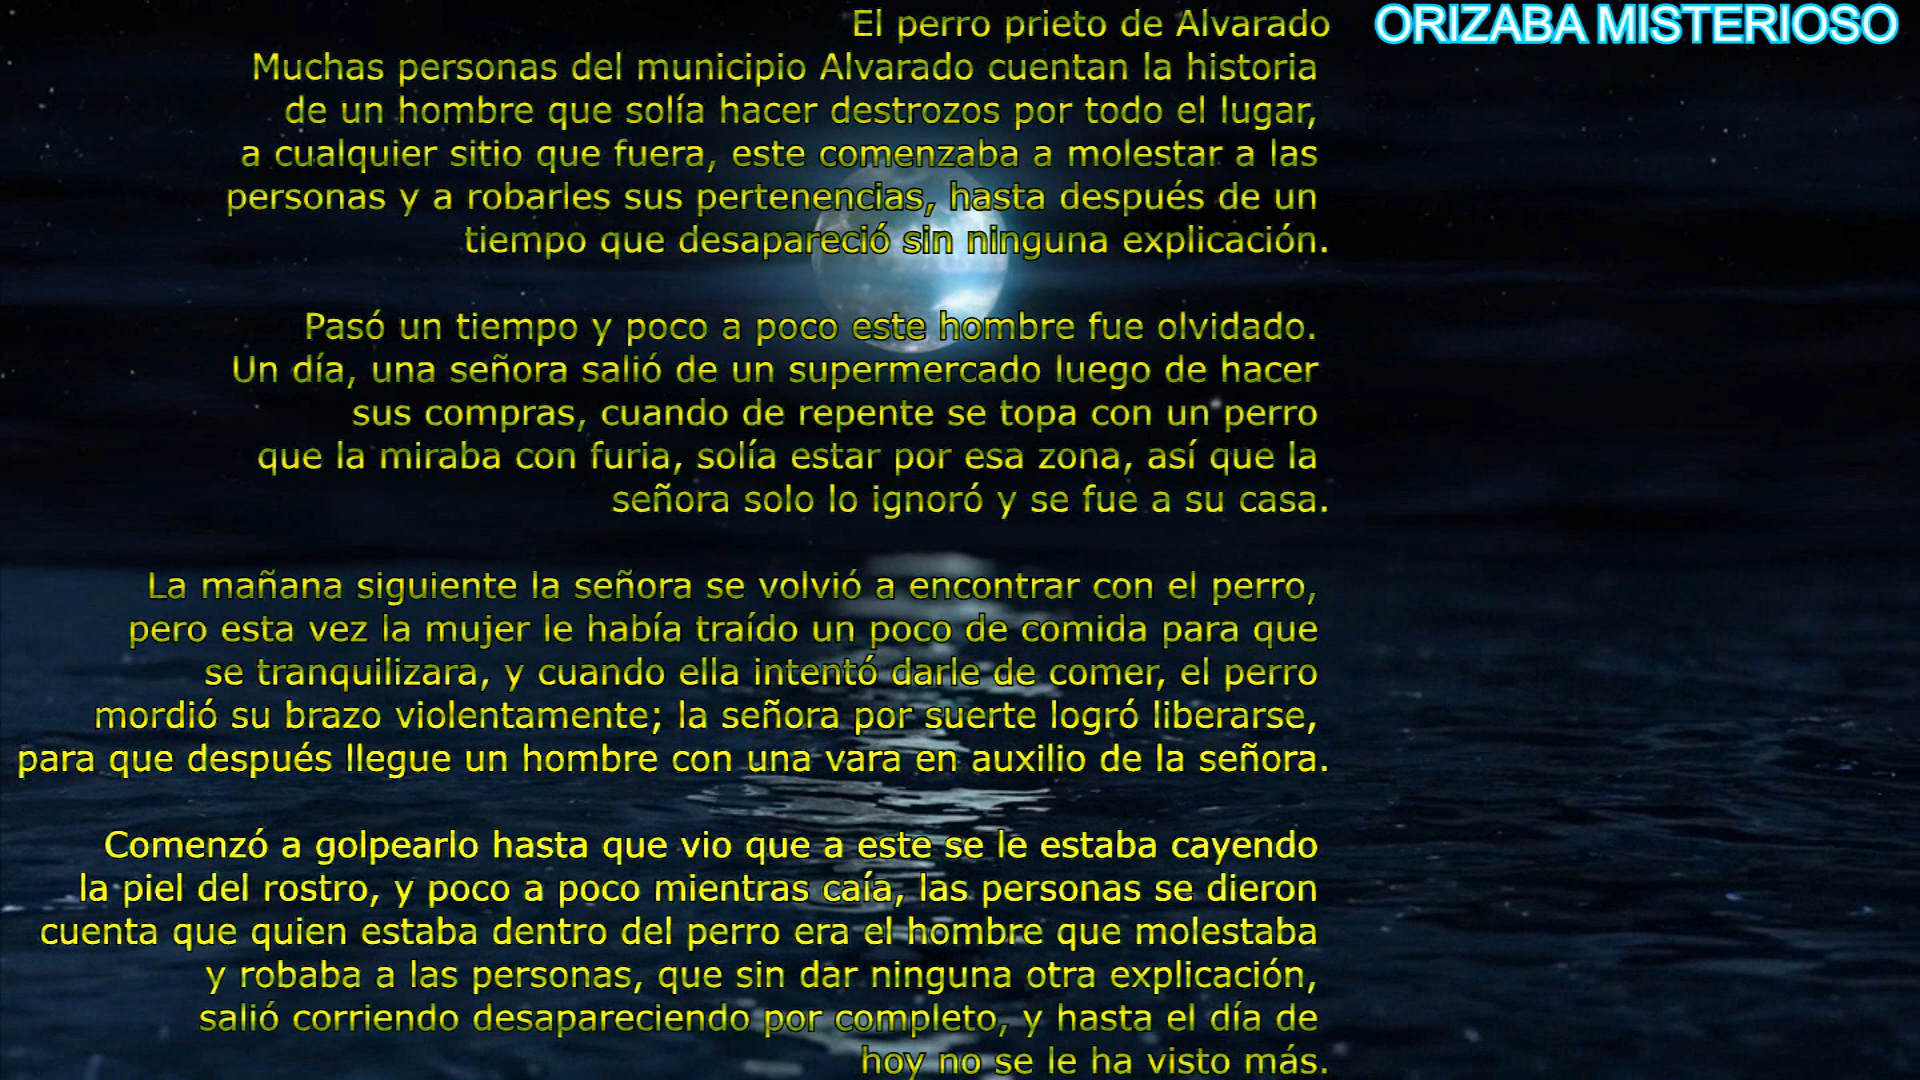 El perro prieto de Alvarado
ORIZABA MISTERIOSO
Muchas personas del municipio Alvarado cuentan la historia
de un hombre que solía hacer destrozos por todo el lugar,
a cualquier sitio que fuera, este comenzaba a molestar a las
personas y a robarles sus pertenencias, hasta después de un
tiempo que desapareció sin ninguna explicación.
Pasó un tiempo y poco a poco este hombre fue olvidado.
Un día, una señora salió de un supermercado luego de hacer
sus compras, cuando de repente se topa con un perro
que la miraba con furia, solía estar por esa zona, así que la
señora solo lo ignoró y se fue a su casa.
La mañana siguiente la señora se volvió a encontrar con el perro,
pero esta vez la mujer le había traído un poco de comida para que
se tranquilizara, y cuando ella intentó darle de comer, el perro
mordió su brazo violentamente; la señora por suerte logró liberarse,
para que después llegue un hombre con una vara en auxilio de la señora.
Comenzó a golpearlo hasta que vio que a este se le estaba cayendo
la piel del rostro, y poco a poco mientras caía, las personas se dieron
cuenta que quien estaba dentro del perro era el hombre que molestaba
y robaba a las personas, que sin dar ninguna otra explicación,
salió corriendo desapareciendo por completo, y hasta el día de
hoy no se le ha visto más.